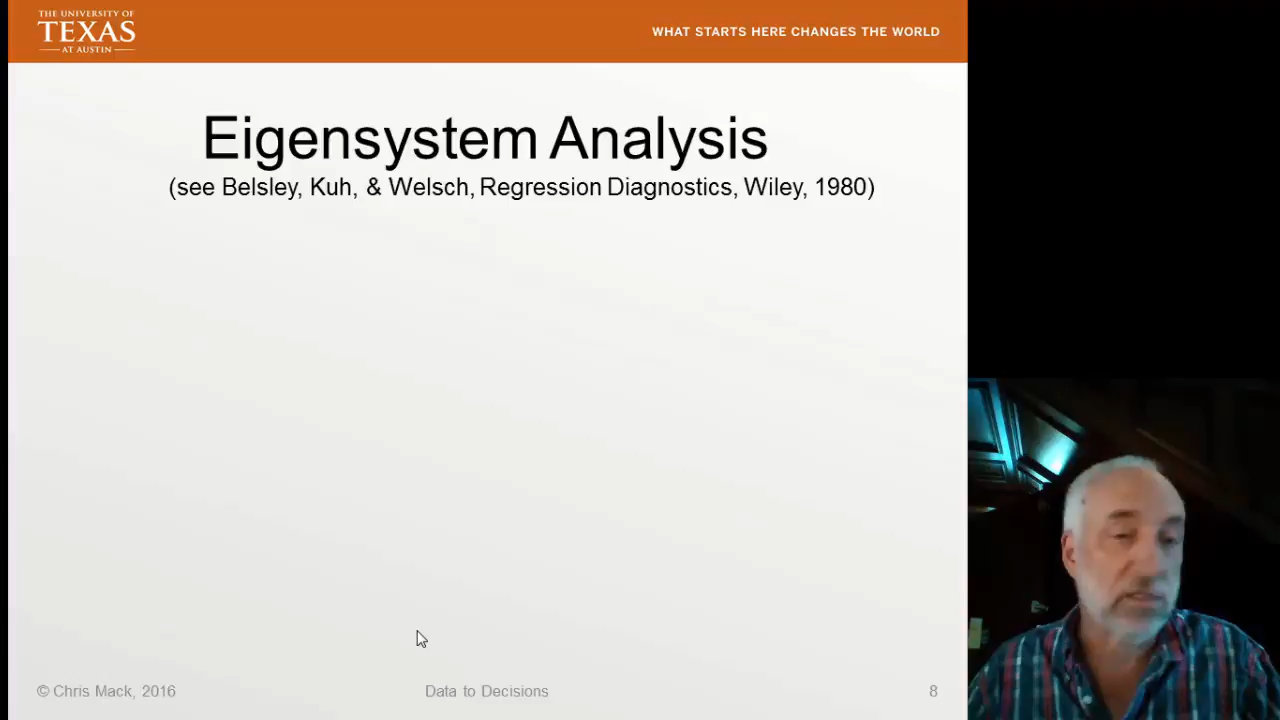 THE UNIVERSITY OF
TEXAS
AT AUSTIN
WHAT STARTS HERE CHANGES THE WORLD
Eigensystem Analysis
(see Belsley, Kuh, & Welsch, Regression Diagnostics, Wiley, 1980)
© Chris Mack, 2016
Data to Decisions
8